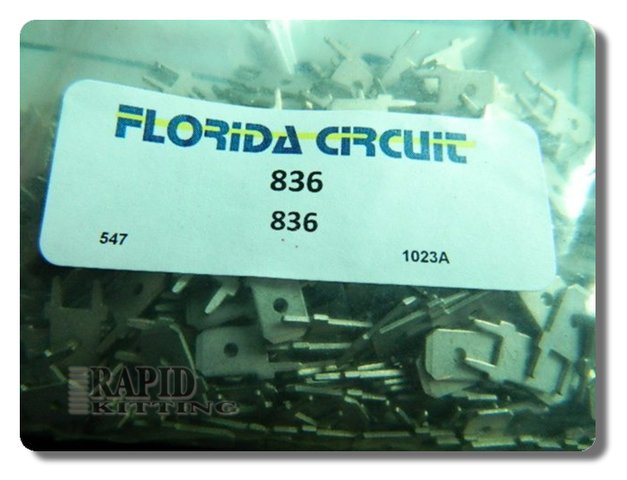 FLORIDA CIRCUIT
836
836
547
1023A
RAPID
KITTING